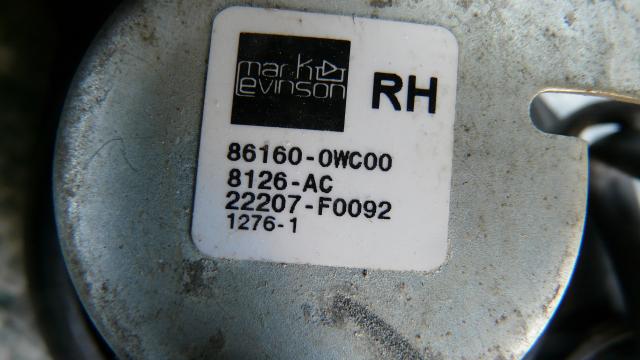 mark
Levinson
RH
86160-0WC00
8126-AC
22207-F0092
1276-1